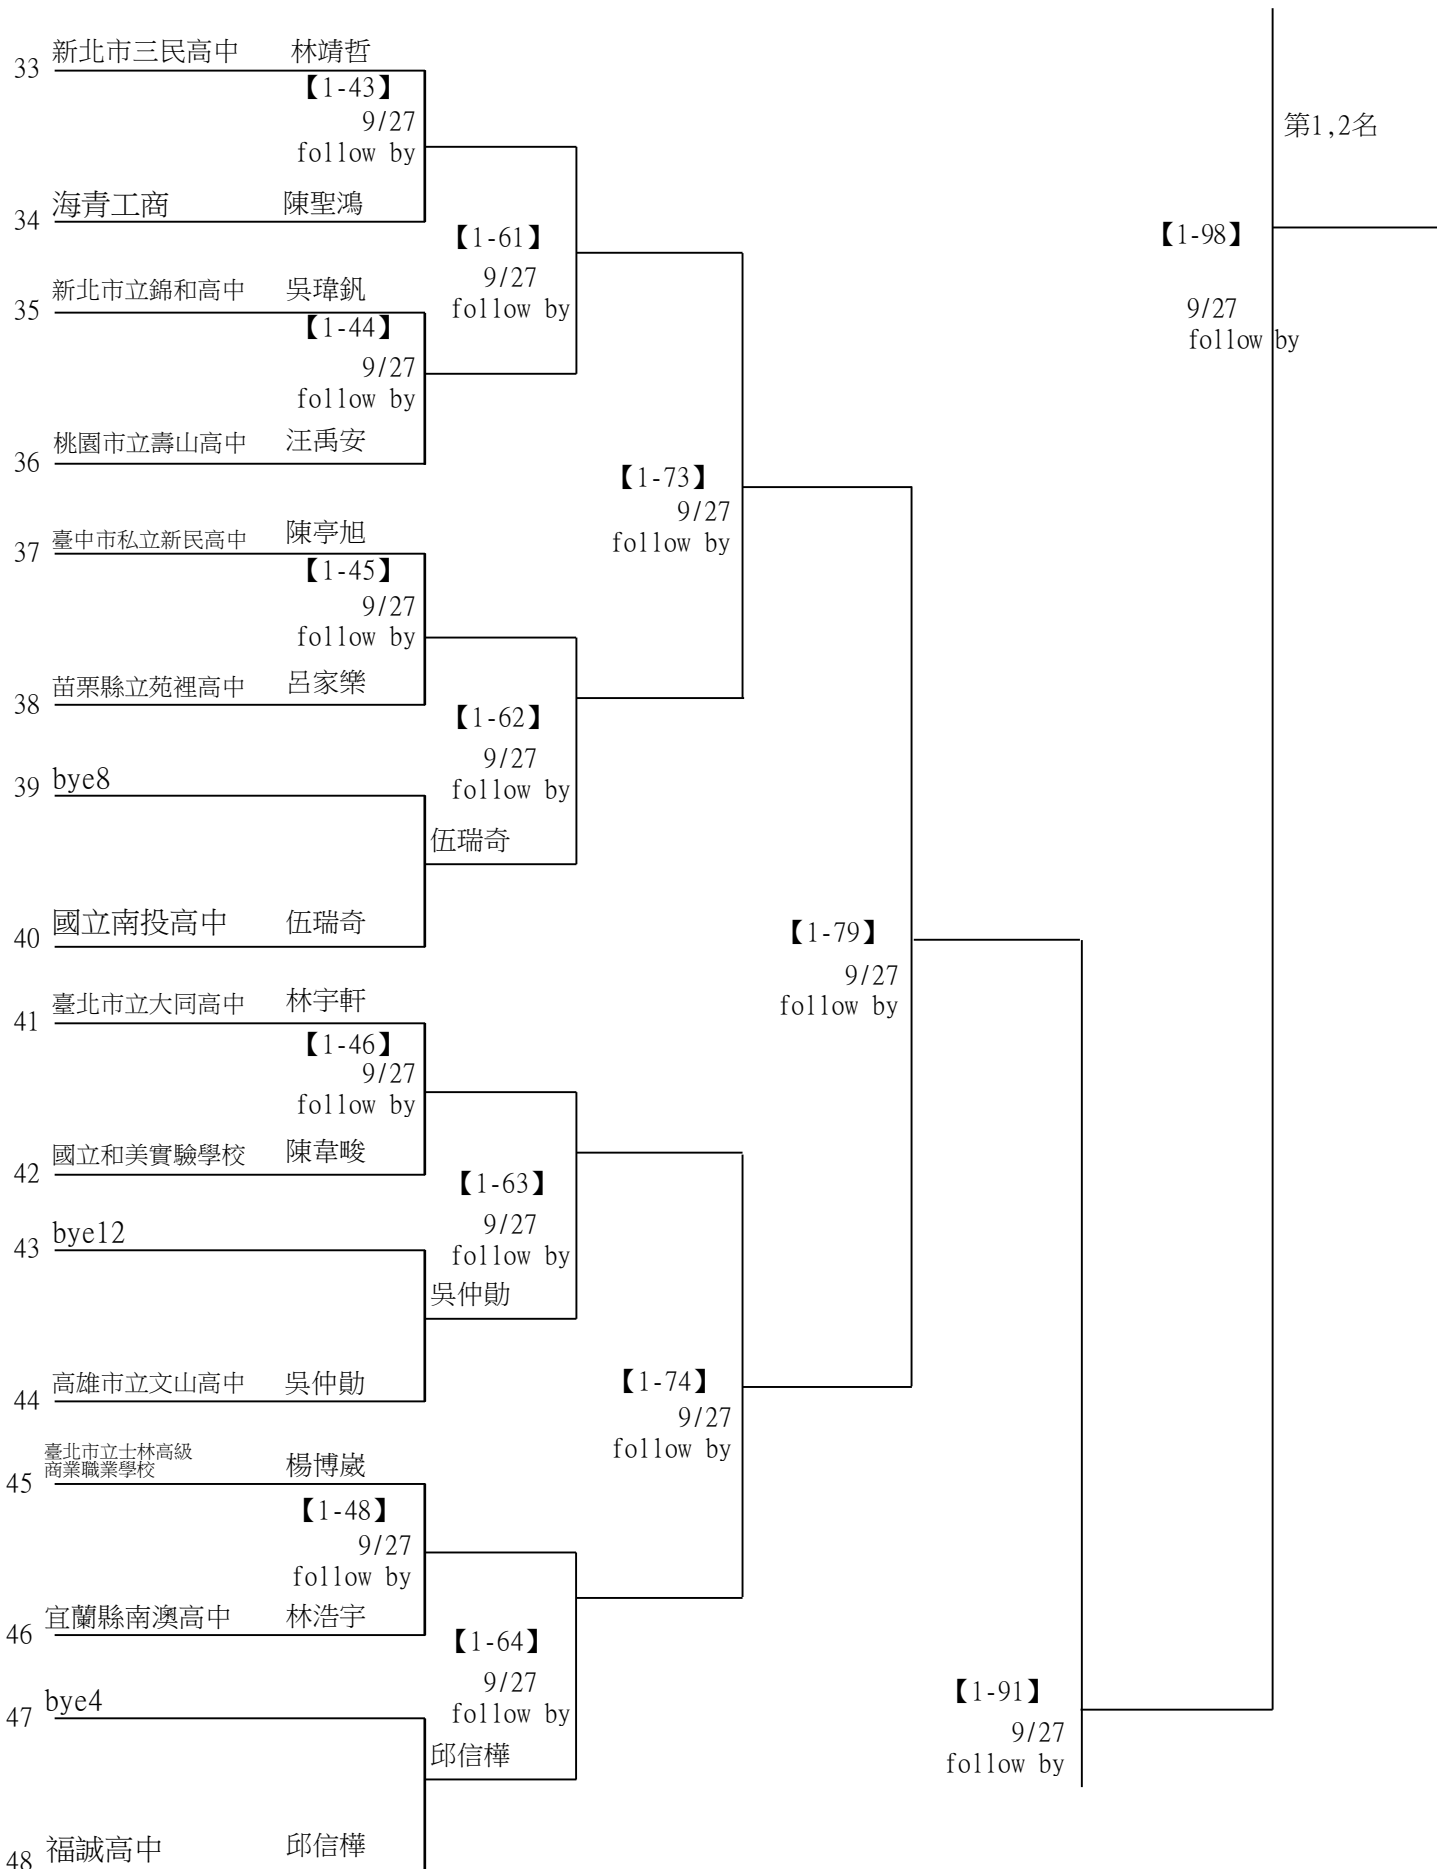 33 新北市三民高中 林靖哲
【1-43】
9/27
follow by
34 海青工商 陳聖鴻
【1-61】
9/27
follow by
35 新北市立錦和高中 吳瑋釩
【1-44】
9/27
follow by
36 桃園市立壽山高中 汪禹安
【1-73】
9/27
follow by
37 臺中市私立新民高中 陳亭旭
【1-45】
9/27
follow by
38 苗栗縣立苑裡高中 呂家樂
【1-62】
9/27
follow by
39 bye8
伍瑞奇
40 國立南投高中 伍瑞奇
【1-79】
9/27
follow by
41 臺北市立大同高中 林宇軒
【1-46】
9/27
follow by
42 國立和美實驗學校 陳韋畯
【1-63】
9/27
follow by
43 bye12
吳仲勛
44 高雄市立文山高中 吳仲勛
【1-74】
9/27
follow by
45 臺北市立士林高級
商業職業學校 楊博崴
【1-48】
9/27
follow by
46 宜蘭縣南澳高中 林浩宇
【1-64】
9/27
follow by
47 bye4
邱信樺
48 福誠高中 邱信樺
【1-91】
9/27
follow by
第1,2名
【1-98】
9/27
follow by